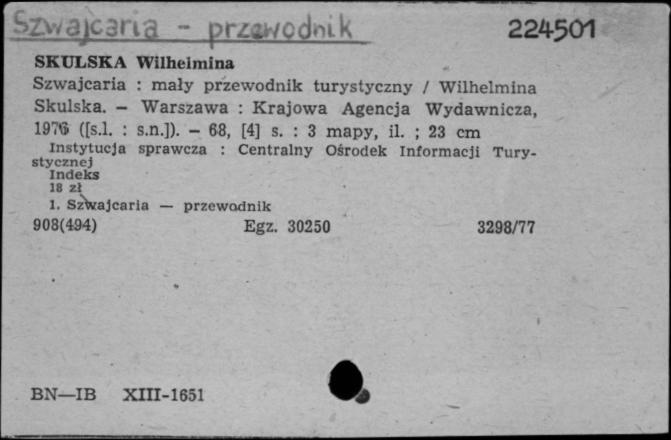 Szwajcaria - przewodnik 224501
SKULSKA Wilhelmina
Szwajcaria : mały przewodnik turystyczny / Wilhelmina
Skulska. — Warszawa : Krajowa Agencja Wydawnicza,
1976 ([s.l. : s.n.]). — 68, [4] s. : 3 mapy, il. ; 23 cm
Instytucja sprawcza : Centralny Ośrodek Informacji Tury-
stycznej
Indeks
18 zł
1. Szwajcaria — przewodnik
908(494) Egz. 30250 3298/77
BN—IB XIII-1651